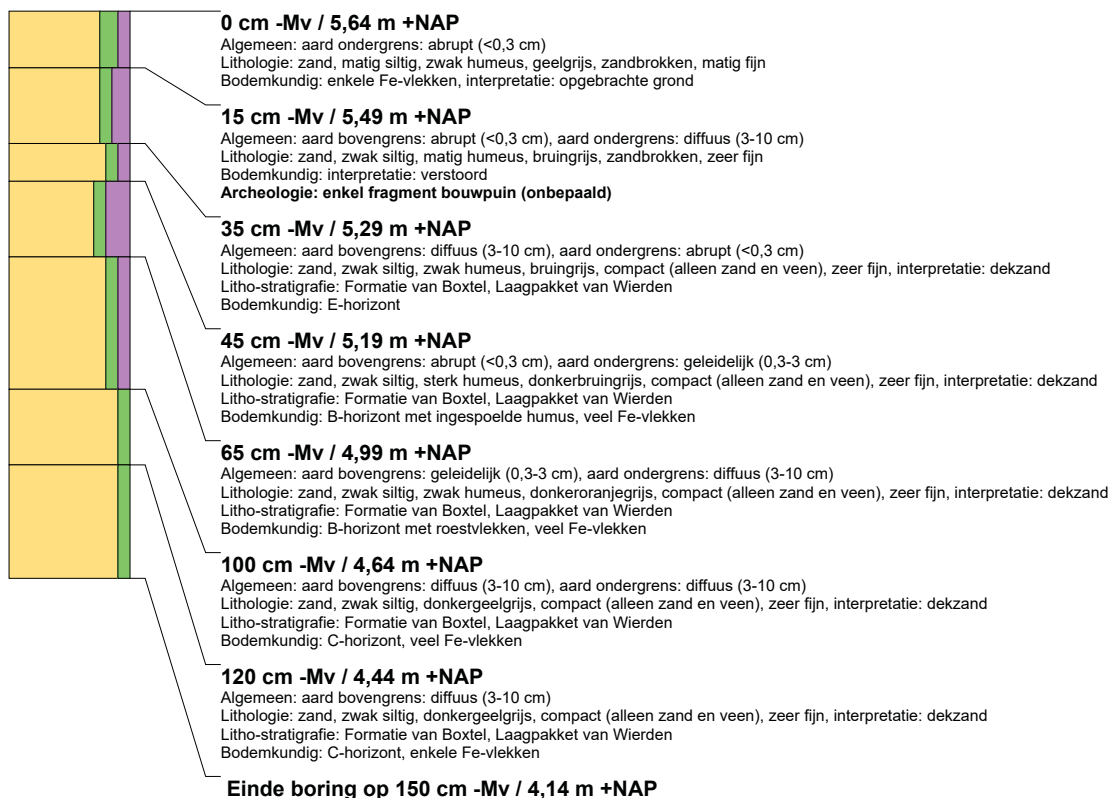 0 cm -Mv / 5,64 m +NAP
Algemeen: aard ondergrens: abrupt (<0,3 cm)
Lithologie: zand, matig siltig, zwak humeus, geelgrijs, zandbrokken, matig fijn
Bodemkundig: enkele Fe-vlekken, interpretatie: opgebrachte grond
15 cm -Mv / 5,49 m +NAP
Algemeen: aard bovengrens: abrupt (<0,3 cm), aard ondergrens: diffuus (3-10 cm)
Lithologie: zand, zwak siltig, matig humeus, bruingrijs, zandbrokken, zeer fijn
Bodemkundig: interpretatie: verstoord
Archeologie: enkel fragment bouwpuin (onbepaald)
35 cm -Mv / 5,29 m +NAP
Algemeen: aard bovengrens: diffuus (3-10 cm), aard ondergrens: abrupt (<0,3 cm)
Lithologie: zand, zwak siltig, zwak humeus, bruingrijs, compact (alleen zand en veen), zeer fijn, interpretatie: dekzand
Litho-stratigrafie: Formatie van Boxtel, Laagpakket van Wierden
Bodemkundig: E-horizont
45 cm -Mv / 5,19 m +NAP
Algemeen: aard bovengrens: abrupt (<0,3 cm), aard ondergrens: geleidelijk (0,3-3 cm)
Lithologie: zand, zwak siltig, sterk humeus, donkerbruingrijs, compact (alleen zand en veen), zeer fijn, interpretatie: dekzand
Litho-stratigrafie: Formatie van Boxtel, Laagpakket van Wierden
Bodemkundig: B-horizont met ingespoelde humus, veel Fe-vlekken
65 cm -Mv / 4,99 m +NAP
Algemeen: aard bovengrens: geleidelijk (0,3-3 cm), aard ondergrens: diffuus (3-10 cm)
Lithologie: zand, zwak siltig, zwak humeus, donkeroranjegrijs, compact (alleen zand en veen), zeer fijn, interpretatie: dekzand
Litho-stratigrafie: Formatie van Boxtel, Laagpakket van Wierden
Bodemkundig: B-horizont met roestvlekken, veel Fe-vlekken
100 cm -Mv / 4,64 m +NAP
Algemeen: aard bovengrens: diffuus (3-10 cm), aard ondergrens: diffuus (3-10 cm)
Lithologie: zand, zwak siltig, donkergeelgrijs, compact (alleen zand en veen), zeer fijn, interpretatie: dekzand
Litho-stratigrafie: Formatie van Boxtel, Laagpakket van Wierden
Bodemkundig: C-horizont, veel Fe-vlekken
120 cm -Mv / 4,44 m +NAP
Algemeen: aard bovengrens: diffuus (3-10 cm)
Lithologie: zand, zwak siltig, donkergeelgrijs, compact (alleen zand en veen), zeer fijn, interpretatie: dekzand
Litho-stratigrafie: Formatie van Boxtel, Laagpakket van Wierden
Bodemkundig: C-horizont, enkele Fe-vlekken
Einde boring op 150 cm -Mv / 4,14 m +NAP